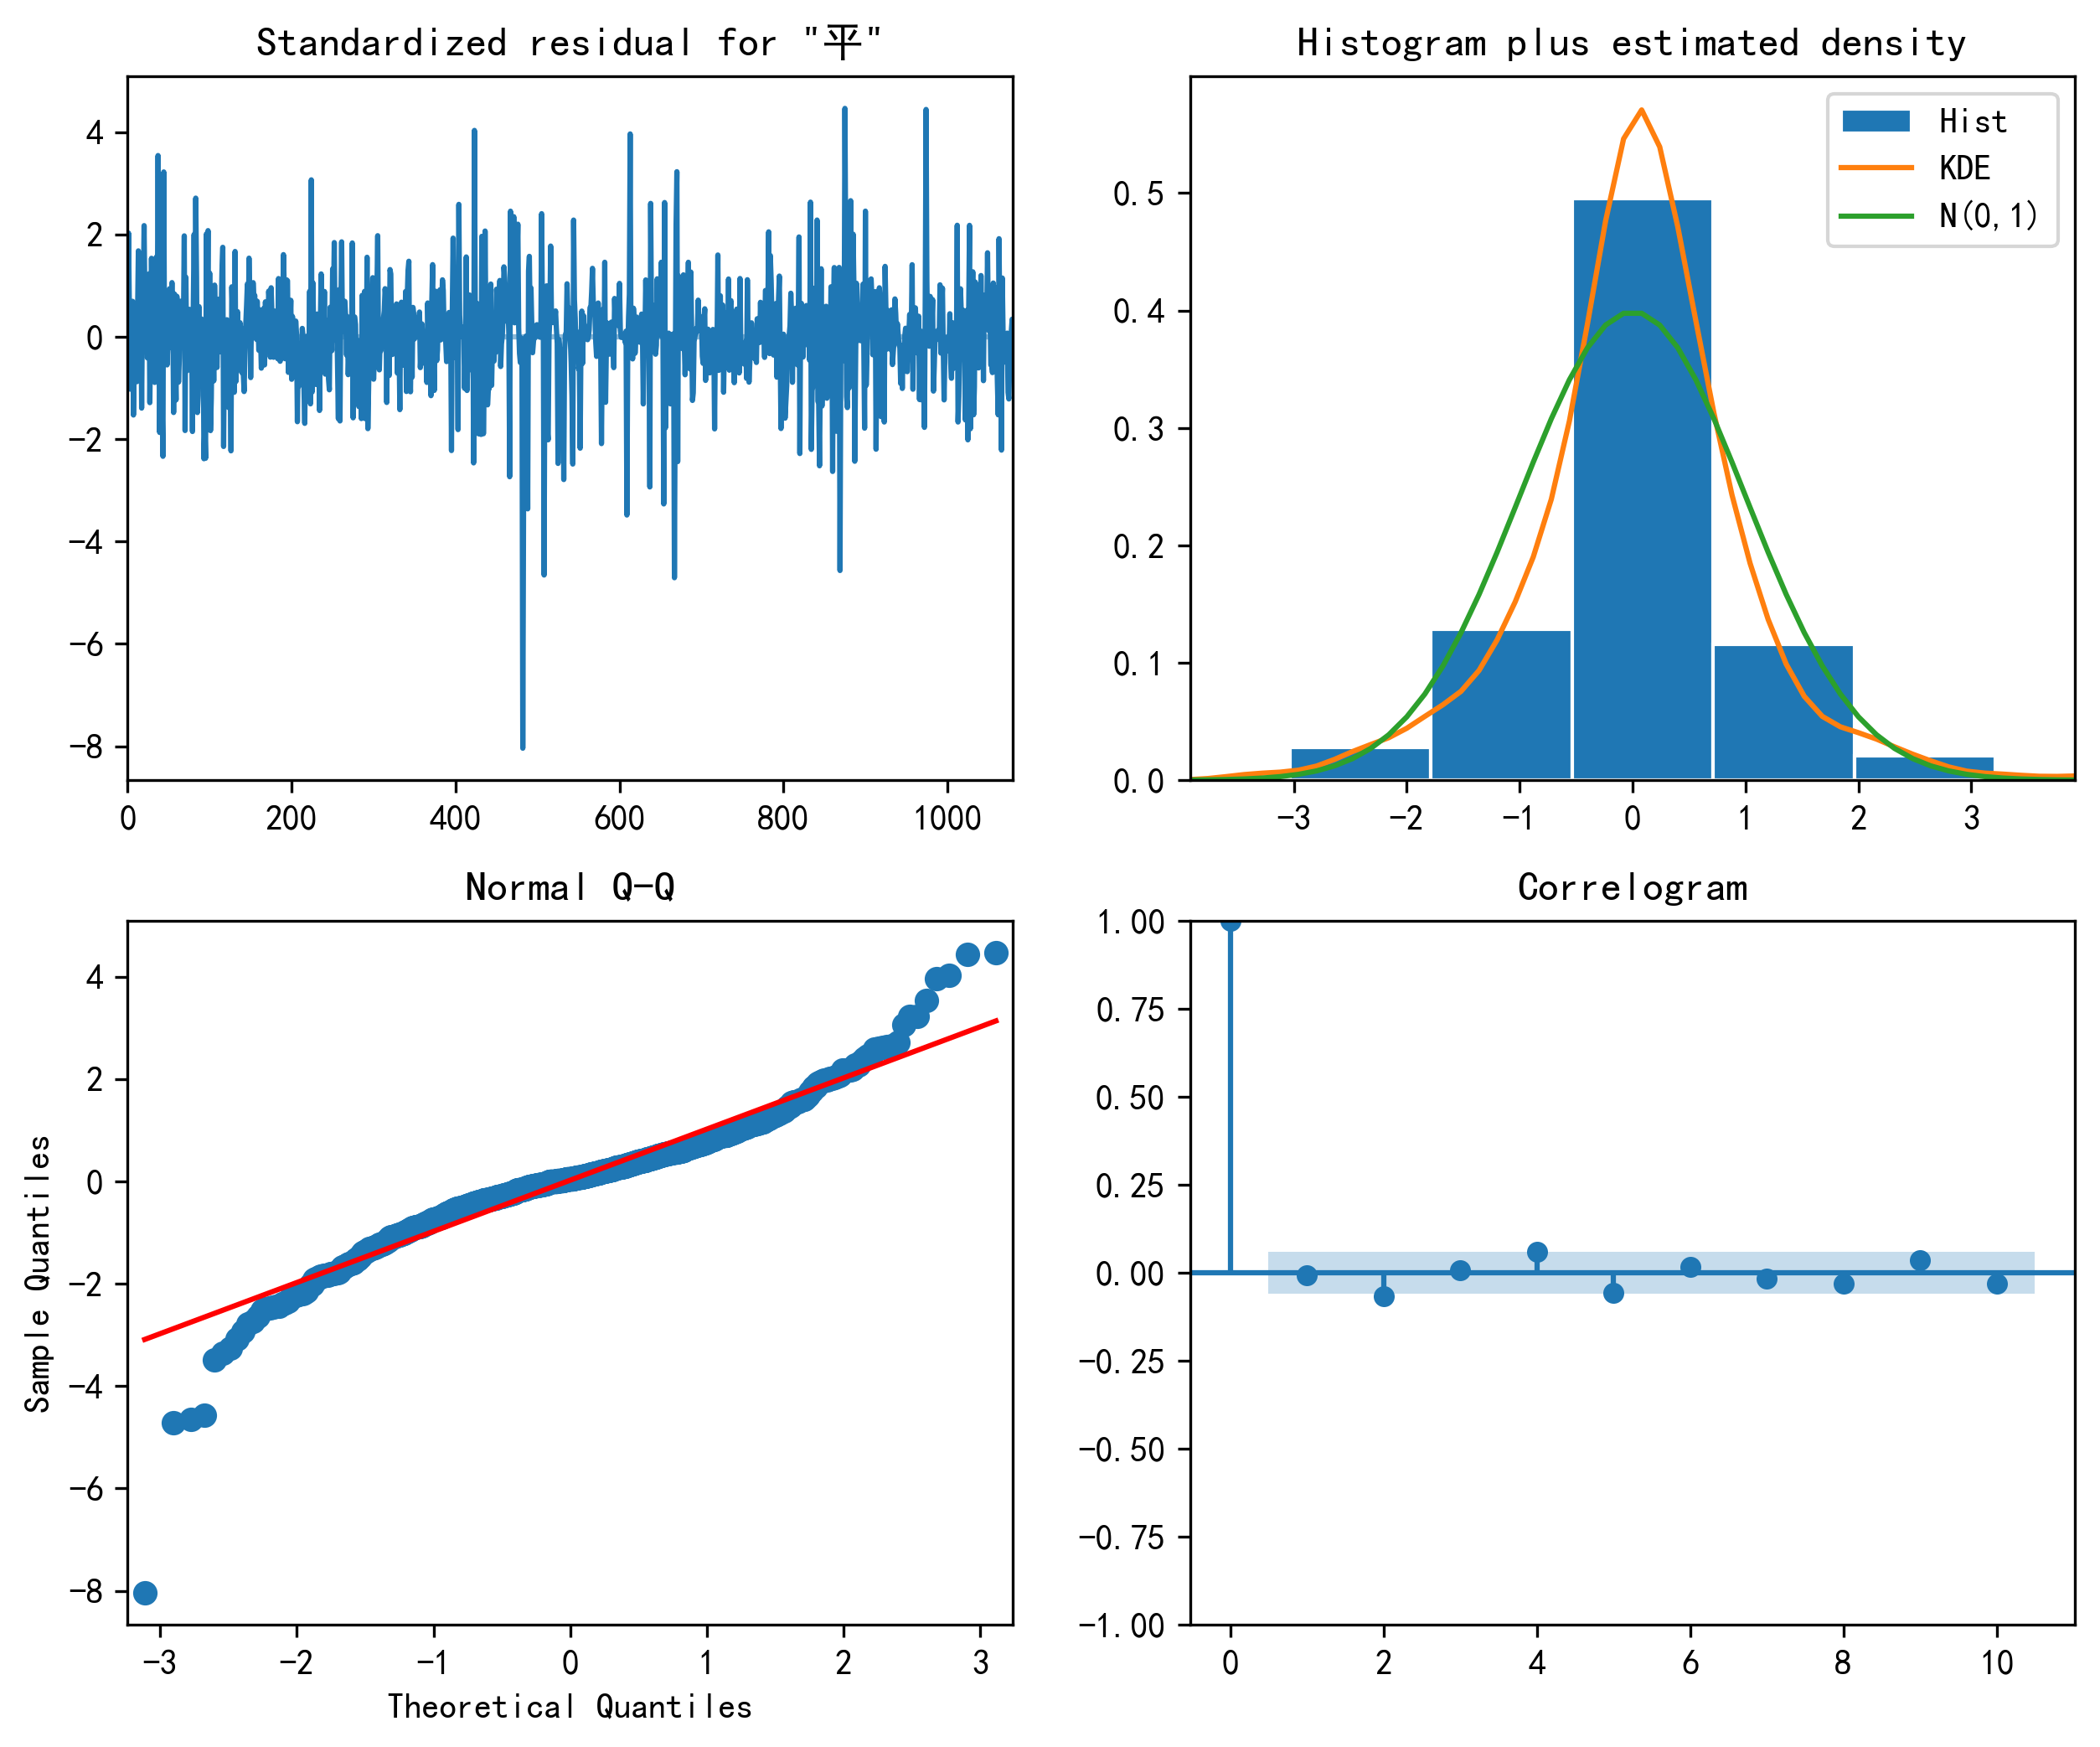 Standardized residual for "平"
4
2
0
−2
−4
−6
−8
0 200 400 600 800 1000
Histogram plus estimated density
Hist
KDE
N(0,1)
0.5
0.4
0.3
0.2
0.1
0.0
−3 −2 −1 0 1 2 3
Normal Q−Q
Sample Quantiles
4
2
0
−2
−4
−6
−8
−3 −2 −1 0 1 2 3
Theoretical Quantiles
Correlogram
1.00
0.75
0.50
0.25
0.00
−0.25
−0.50
−0.75
−1.00
0 2 4 6 8 10